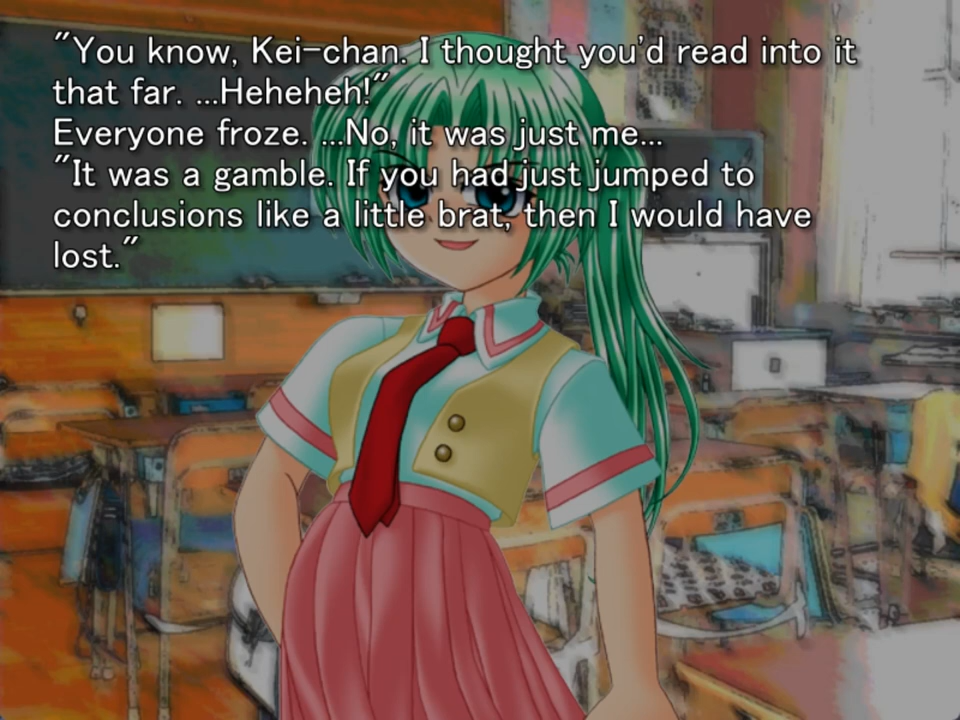 "You know, Kei-chan. I thought you'd read into it
that far. ...Heheheh!"
Everyone froze. ...No, it was just me...
"It was a gamble. If you had just jumped to
conclusions like a little brat, then I would have
lost."